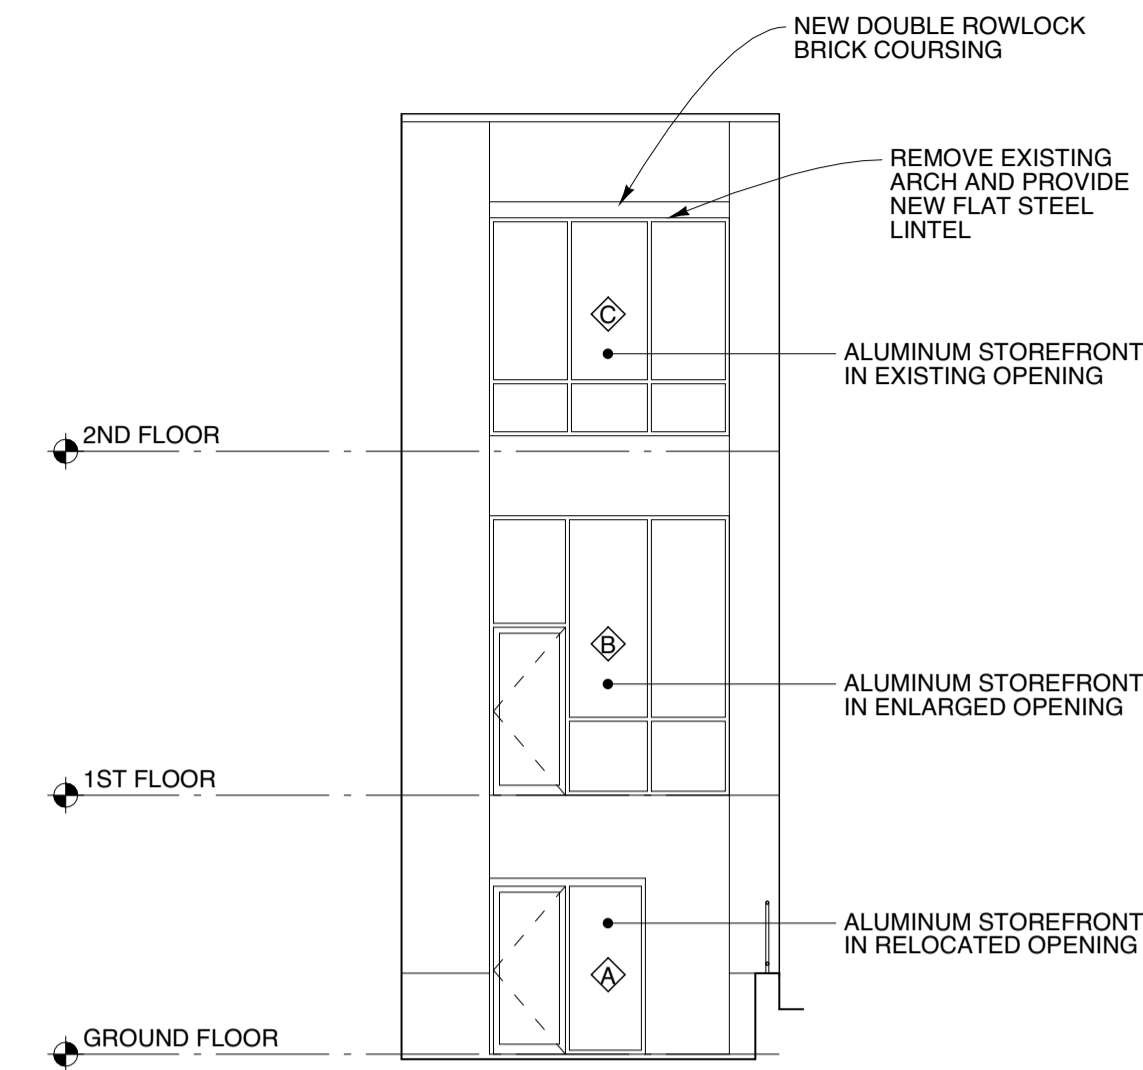 NEW DOUBLE ROWLOCK
BRICK COURSING
REMOVE EXISTING
ARCH AND PROVIDE
NEW FLAT STEEL
LINTEL
C
ALUMINUM STOREFRONT
IN EXISTING OPENING
2ND FLOOR
B
ALUMINUM STOREFRONT
IN ENLARGED OPENING
1ST FLOOR
ALUMINUM STOREFRONT
IN RELOCATED OPENING
A
GROUND FLOOR